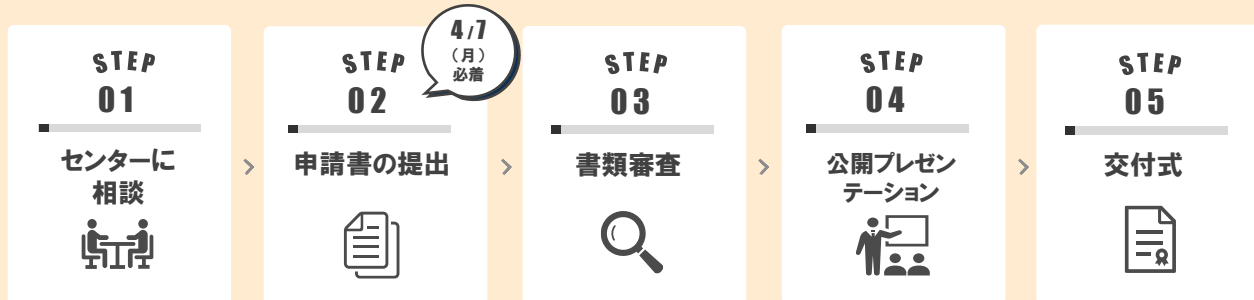 STEP
01
センターに
相談
STEP
02
4/7
(月)
必着
申請書の提出
STEP
03
書類審査
STEP
04
公開プレゼン
テーション
STEP
05
交付式